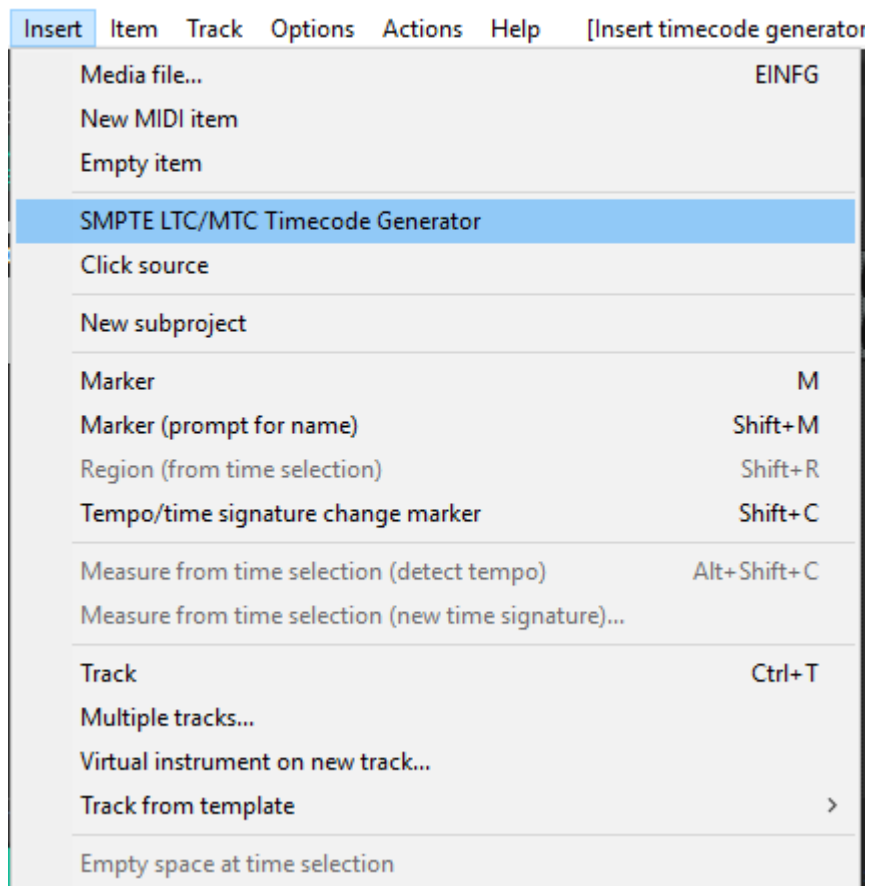 Insert Item Track Options Actions Help [Insert timecode generator
Media file... EINFG
New MIDI item
Empty item
SMPTE LTC/MTC Timecode Generator
Click source
New subproject
Marker M
Marker (prompt for name) Shift+M
Region (from time selection) Shift+R
Tempo/time signature change marker Shift+C
Measure from time selection (detect tempo) Alt+Shift+C
Measure from time selection (new time signature)...
Track Ctrl+T
Multiple tracks...
Virtual instrument on new track...
Track from template >
Empty space at time selection